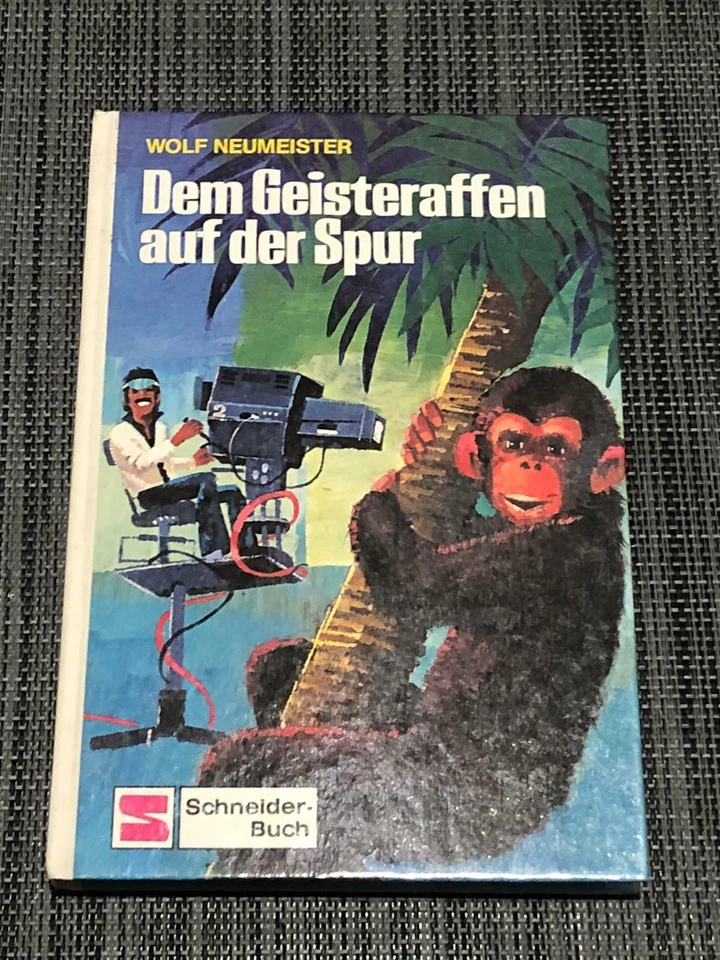 WOLF NEUMEISTER
Dem Geisteraffen
auf der Spur
2
Schneider-
Buch